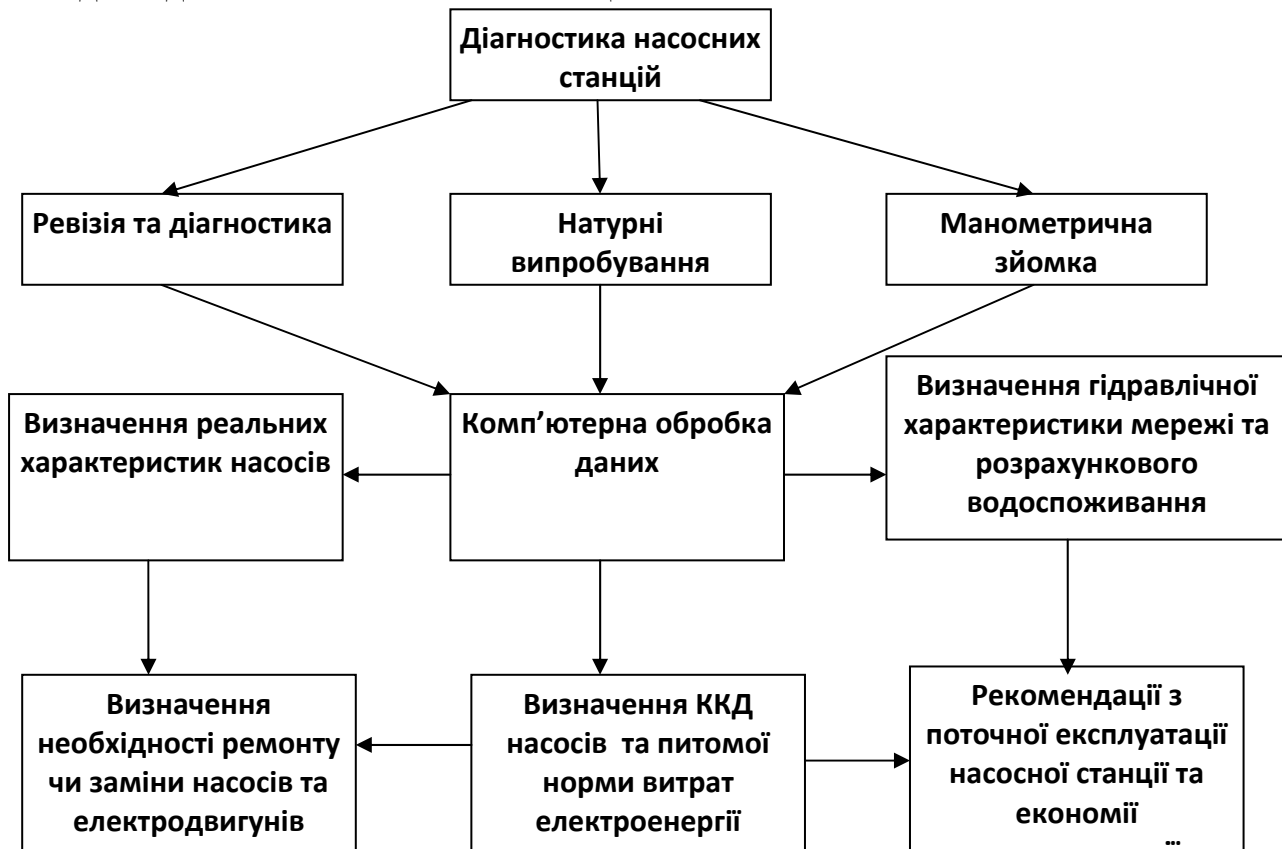 Діагностика насосних
станцій
Ревізія та діагностика
Натурні
випробування
Манометрична
зйомка
Визначення реальних
характеристик насосів
Комп’ютерна обробка
даних
Визначення гідравлічної
характеристики мережі та
розрахункового
водоспоживання
Визначення
необхідності ремонту
чи заміни насосів та
електродвигунів
Визначення ККД
насосів та питомої
норми витрат
електроенергії
Рекомендації з
поточної експлуатації
насосної станції та
економії